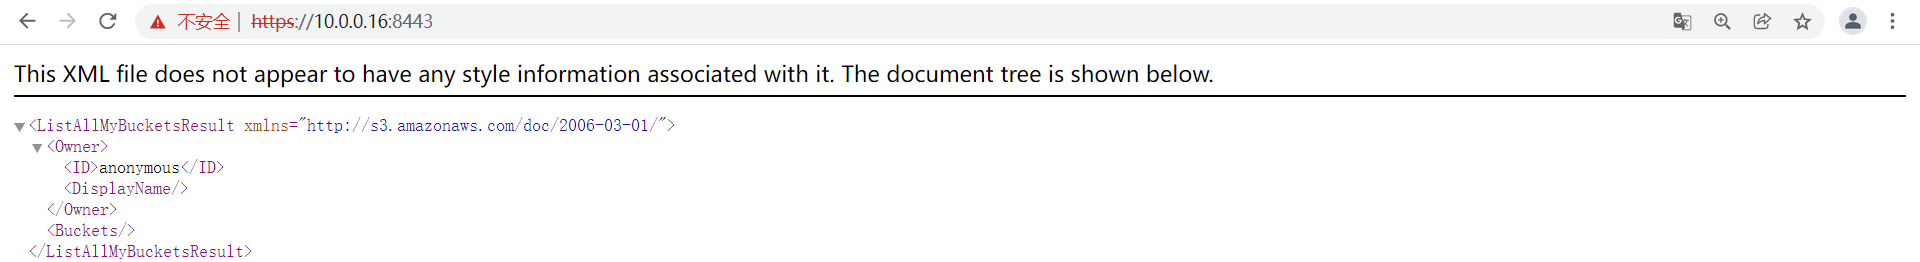 不安全 | https://10.0.0.16:8443
This XML file does not appear to have any style information associated with it. The document tree is shown below.
▼<ListAllMyBucketsResult xmlns="http://s3.amazonaws.com/doc/2006-03-01/">
▼<Owner>
<ID>anonymous</ID>
<DisplayName/>
</Owner>
<Buckets/>
</ListAllMyBucketsResult>